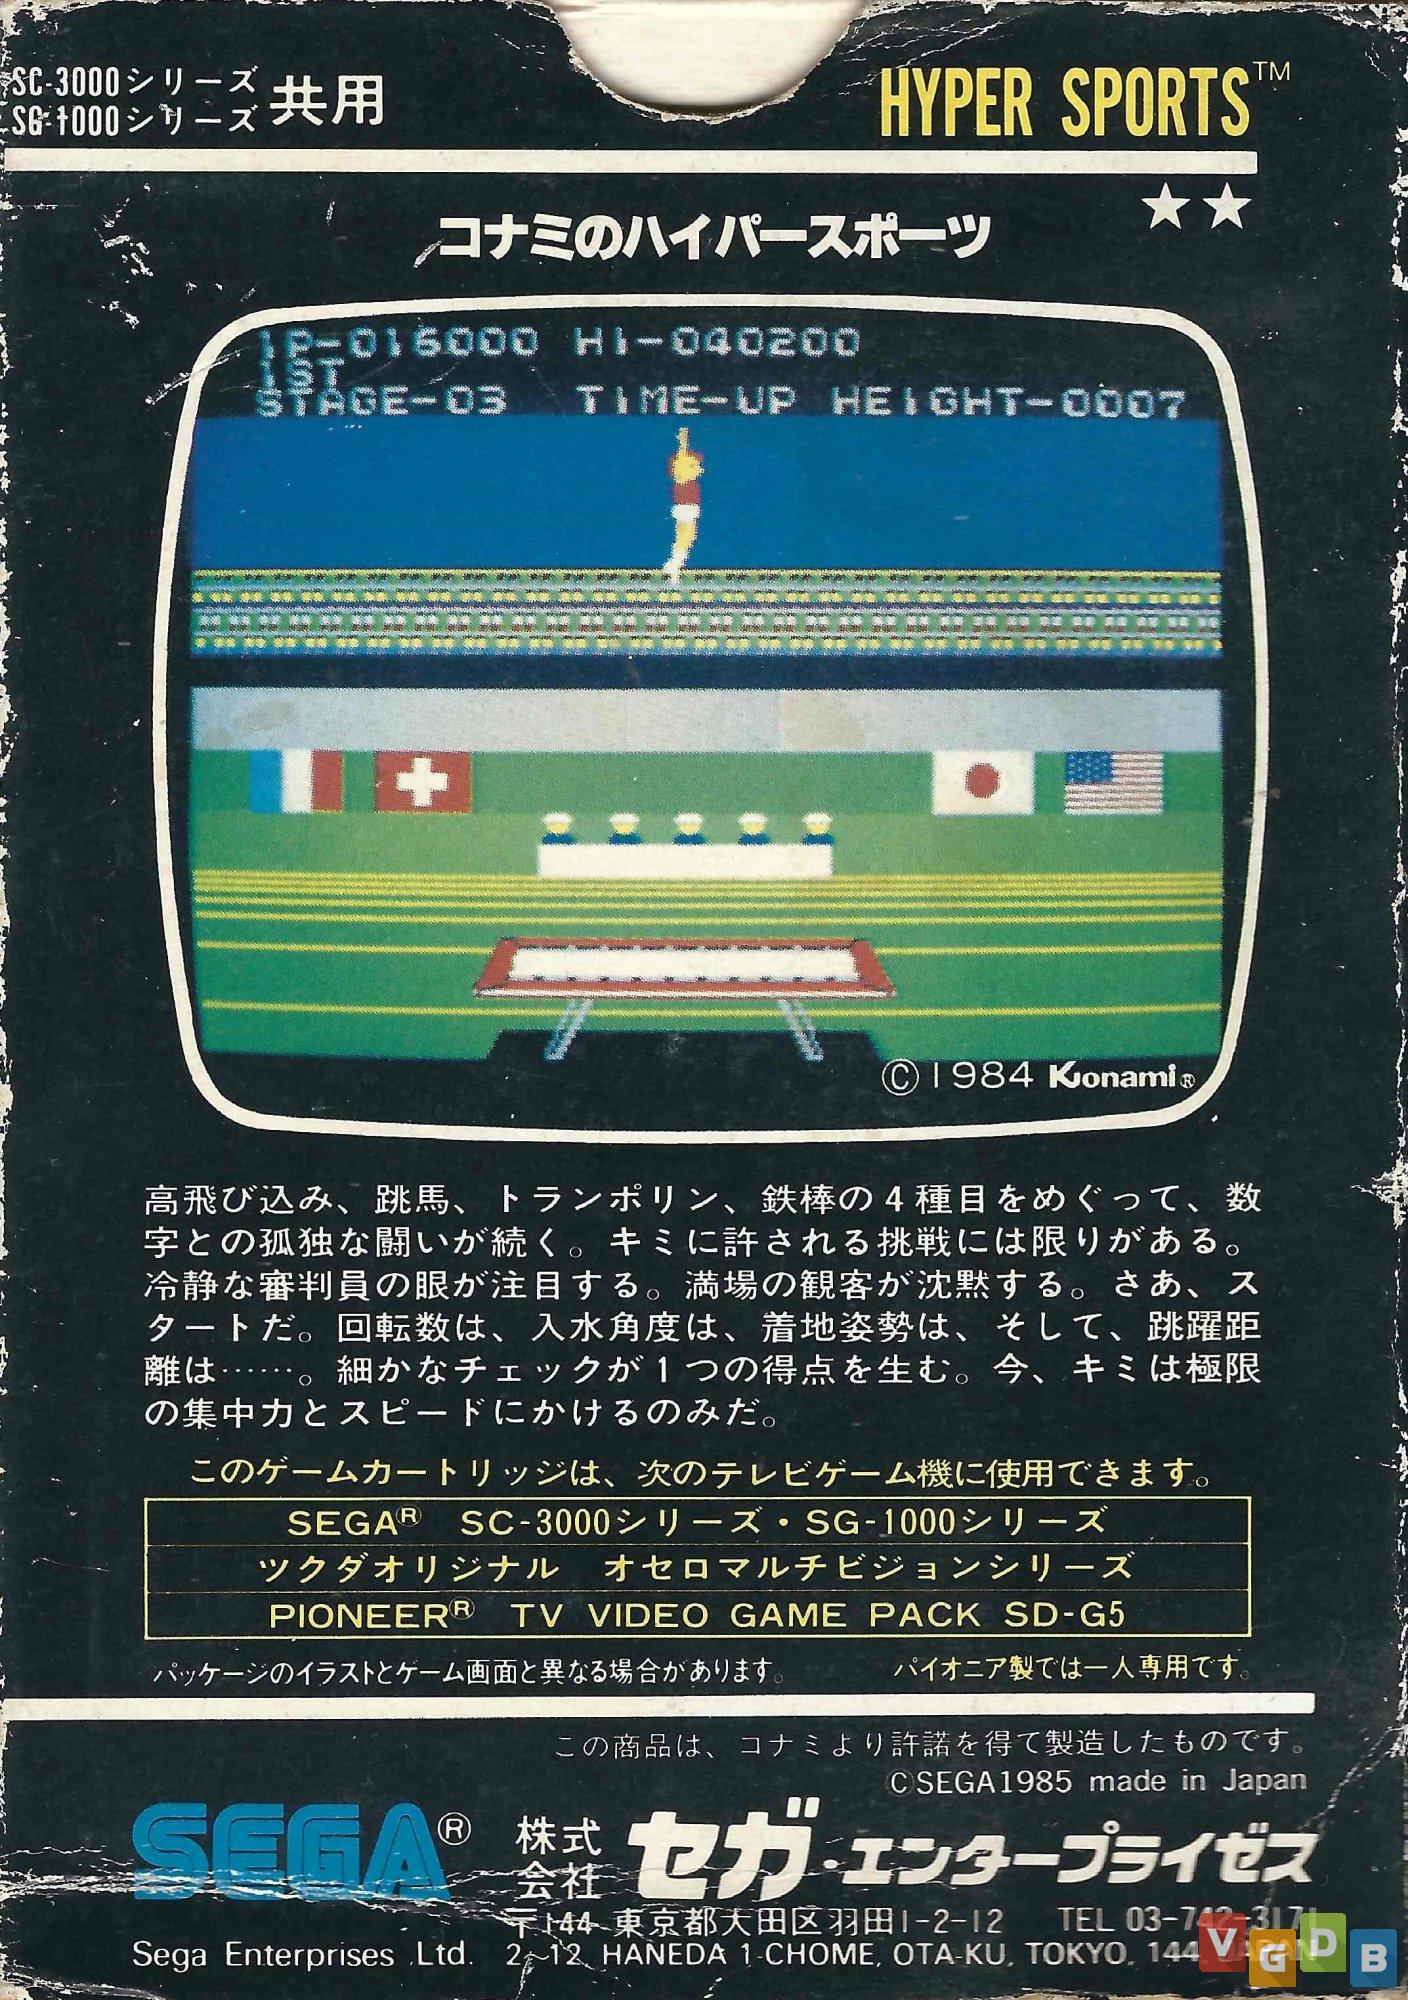 SC-3000シリーズ
SG-1000シリーズ
共用
HYPER SPORTS™
★★
コナミのハイパースポーツ
1P-016000 HI-040200
1ST
STAGE-03 TIME-UP HEIGHT-0007
©1984 Konami®
高飛び込み、跳馬、トランポリン、鉄棒の4種目をめぐって、数
字との孤独な闘いが続く。キミに許される挑戦には限りがある。
冷静な審判員の眼が注目する。満場の観客が沈黙する。さあ、ス
タートだ。回転数は、入水角度は、着地姿勢は、そして、跳躍距
離は……。細かなチェックが1つの得点を生む。今、キミは極限
の集中力とスピードにかけるのみだ。
このゲームカートリッジは、次のテレビゲーム機に使用できます。
SEGA® SC-3000シリーズ・SG-1000シリーズ
ツクダオリジナル オセロマルチビジョンシリーズ
PIONEER® TV VIDEO GAME PACK SD-G5
パッケージのイラストとゲーム画面と異なる場合があります。 パイオニア製では一人専用です。
この商品は、コナミより許諾を得て製造したものです。
©SEGA1985 made in Japan
SEGA® 株式会社 セガ・エンタープライゼス
〒144 東京都大田区羽田1-2-12 TEL 03-742-3171
Sega Enterprises Ltd. 2~12, HANEDA 1-CHOME, OTA-KU, TOKYO, 144 JAPAN
VGDB